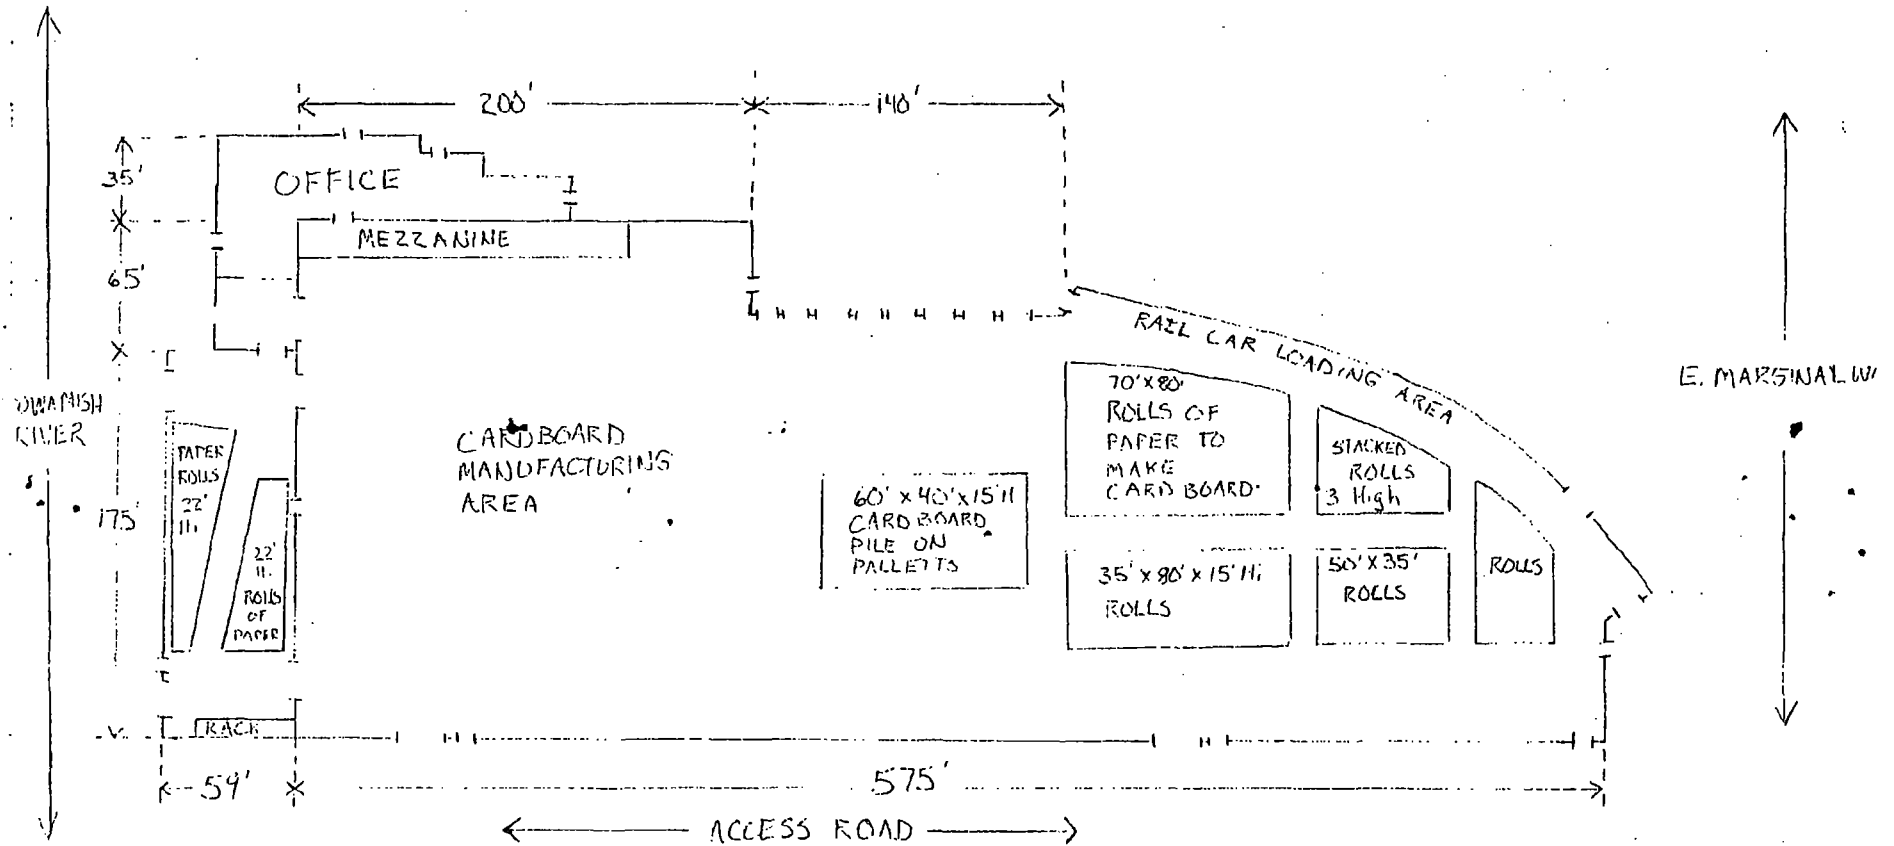 200'
140'
35'
OFFICE
MEZZANINE
65'
RAIL CAR LOADING AREA
E. MARGINAL W
RIVER
175'
PAPER
ROLLS
22'
Hi
22'
H.
ROLLS
OF
PAPER
RACK
CARDBOARD
MANUFACTURING
AREA
60' X 40' X 15' H
CARDBOARD
PILE ON
PALLETTS
70' X 80'
ROLLS OF
PAPER TO
MAKE
CARD BOARD
STACKED
ROLLS
3 High
35' X 80' X 15' Hi
ROLLS
50' X 35'
ROLLS
ROLLS
59'
575'
ACCESS ROAD